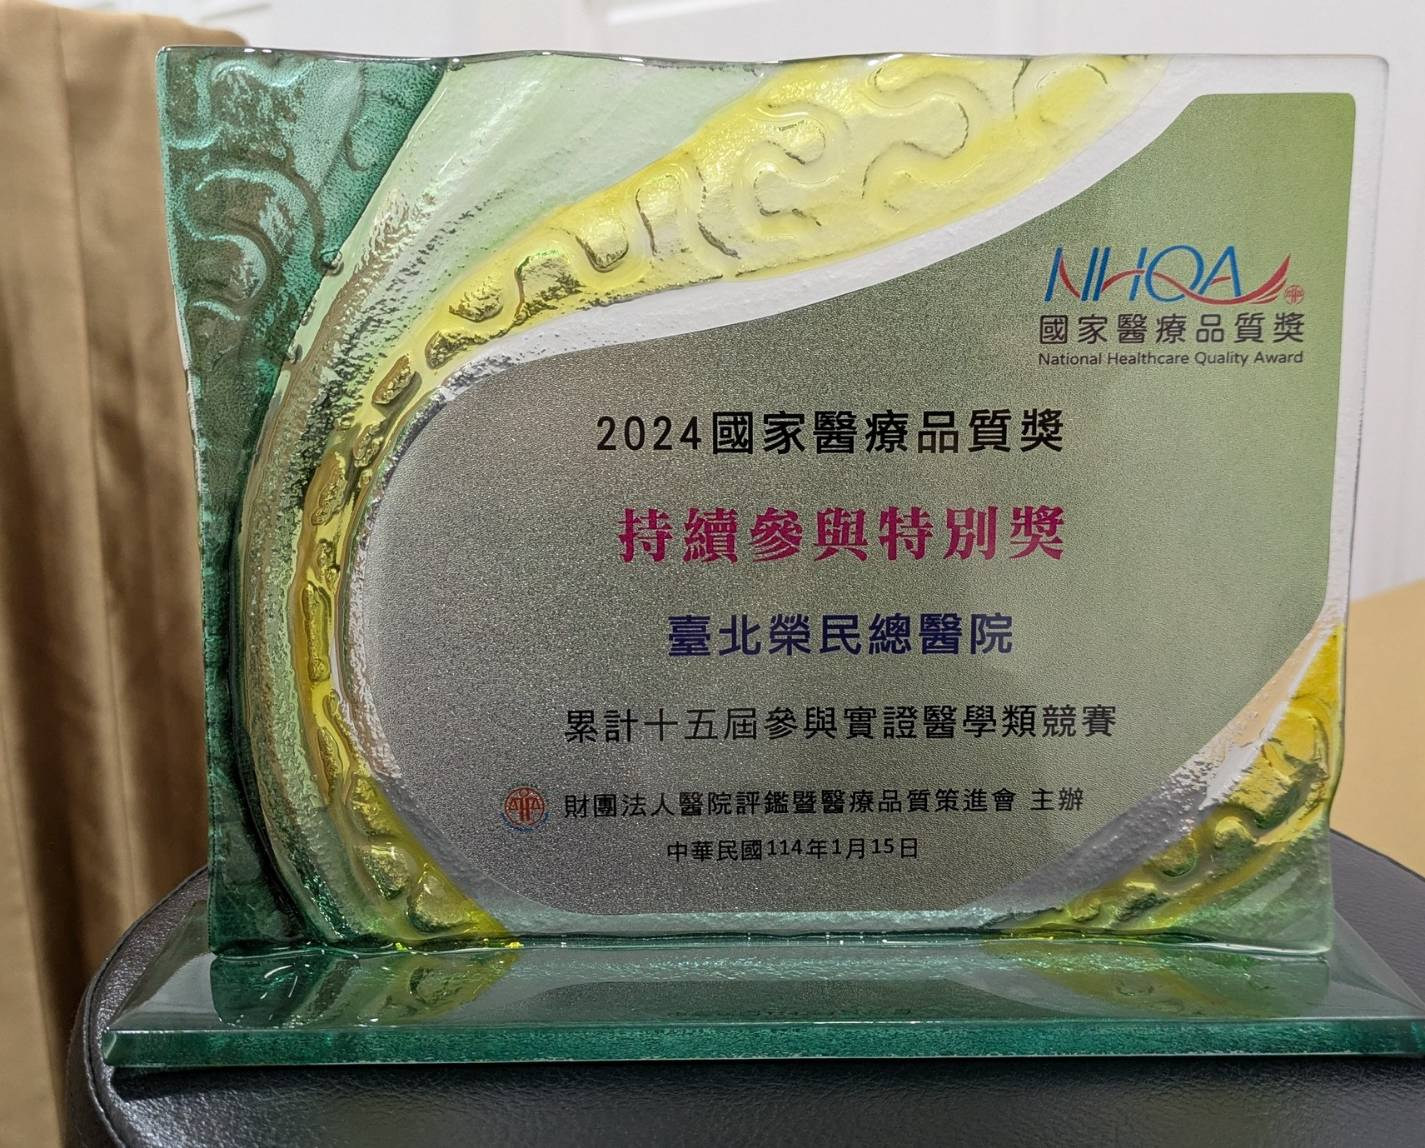 NHQA
國家醫療品質獎
National Healthcare Quality Award
2024國家醫療品質獎
持續參與特別獎
臺北榮民總醫院
累計十五屆參與實證醫學類競賽
財團法人醫院評鑑暨醫療品質策進會 主辦
中華民國114年1月15日